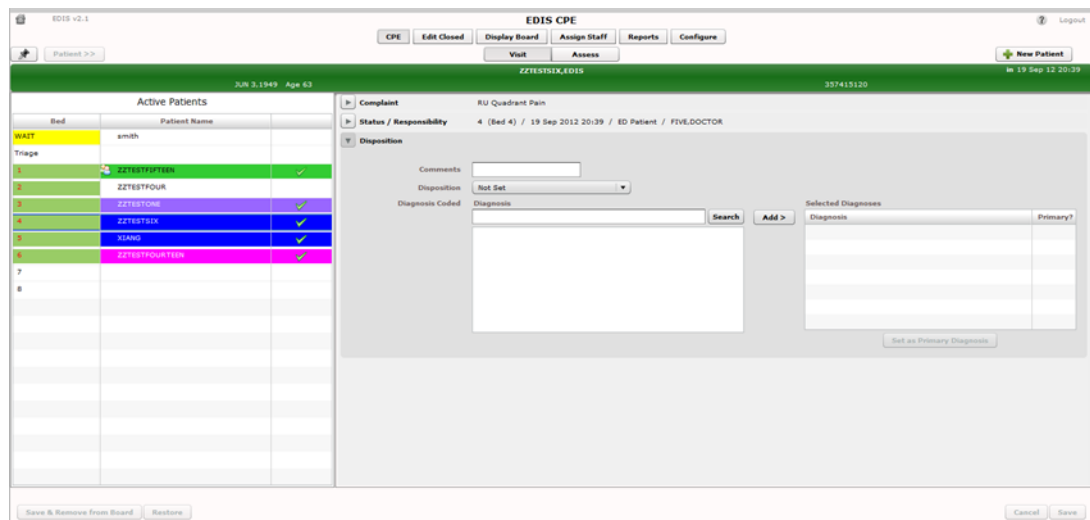 EDIS v2.1 EDIS CPE ? Logout
CPE Edit Closed Display Board Assign Staff Reports Configure
Patient >> Visit Assess New Patient
ZZTESTSIX,EDIS in 19 Sep 12 20:39
JUN 3,1949 Age 63 357415120
Active Patients
Bed Patient Name
WAIT smith
Triage
1 ZZTESTFIFTEEN
2 ZZTESTFOUR
3 ZZTESTONE
4 ZZTESTSIX
5 XIANG
6 ZZTESTFOURTEEN
7
8
Complaint RU Quadrant Pain
Status / Responsibility 4 (Bed 4) / 19 Sep 2012 20:39 / ED Patient / FIVE,DOCTOR
Disposition
Comments
Disposition Not Set
Diagnosis Coded Diagnosis Selected Diagnoses
Search Add > Diagnosis Primary?
Set as Primary Diagnosis
Save & Remove from Board Restore Cancel Save